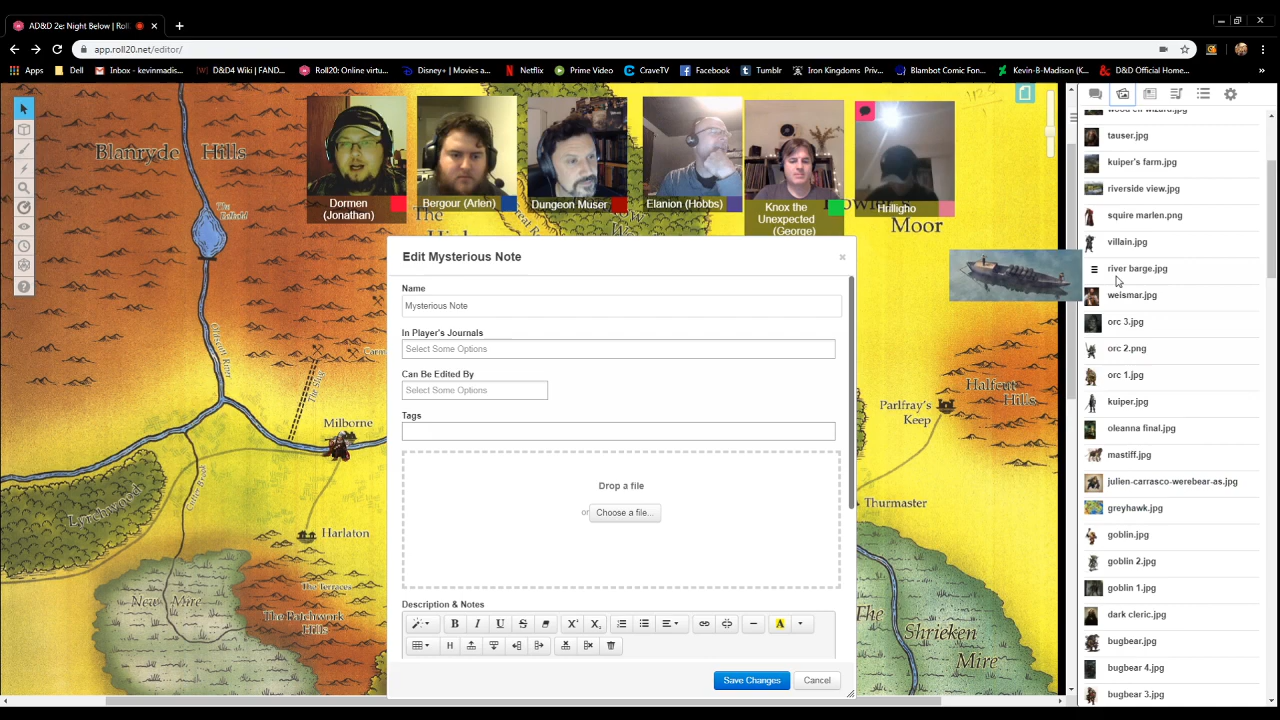 AD&D 2e: Night Below | Roll
app.roll20.net/editor/
Apps
Dell
Inbox - kevinmadis...
D&D4 Wiki | FAND...
Roll20: Online virtu...
Disney+ | Movies a...
Netflix
Prime Video
CraveTV
Facebook
Tumblr
Iron Kingdoms Priv...
Blambot Comic Fon...
Kevin-B-Madison (K...
D&D Official Home...
»
Blanryde Hills
The
High
Moor
Dormen
(Jonathan)
Bergour (Arlen)
Dungeon Muser
Elanion (Hobbs)
Knox the
Unexpected
(George)
Hrilligho
Edit Mysterious Note
×
Name
Mysterious Note
In Player's Journals
Select Some Options
Can Be Edited By
Select Some Options
Tags
Drop a file
or Choose a file...
Description & Notes
B I U S X' X, H A
Save Changes
Cancel
Milborne
Harlaton
Lyrchwood
New Mire
The Terraces
The Patchwork
Hills
Halfcut
Hills
Parlfray's
Keep
Thurmaster
The
Shrieken
Mire
wood elf wizard.jpg
tauser.jpg
kuiper's farm.jpg
riverside view.jpg
squire marlen.png
villain.jpg
river barge.jpg
weismar.jpg
orc 3.jpg
orc 2.png
orc 1.jpg
kuiper.jpg
oleanna final.jpg
mastiff.jpg
julien-carrasco-werebear-as.jpg
greyhawk.jpg
goblin.jpg
goblin 2.jpg
goblin 1.jpg
dark cleric.jpg
bugbear.jpg
bugbear 4.jpg
bugbear 3.jpg